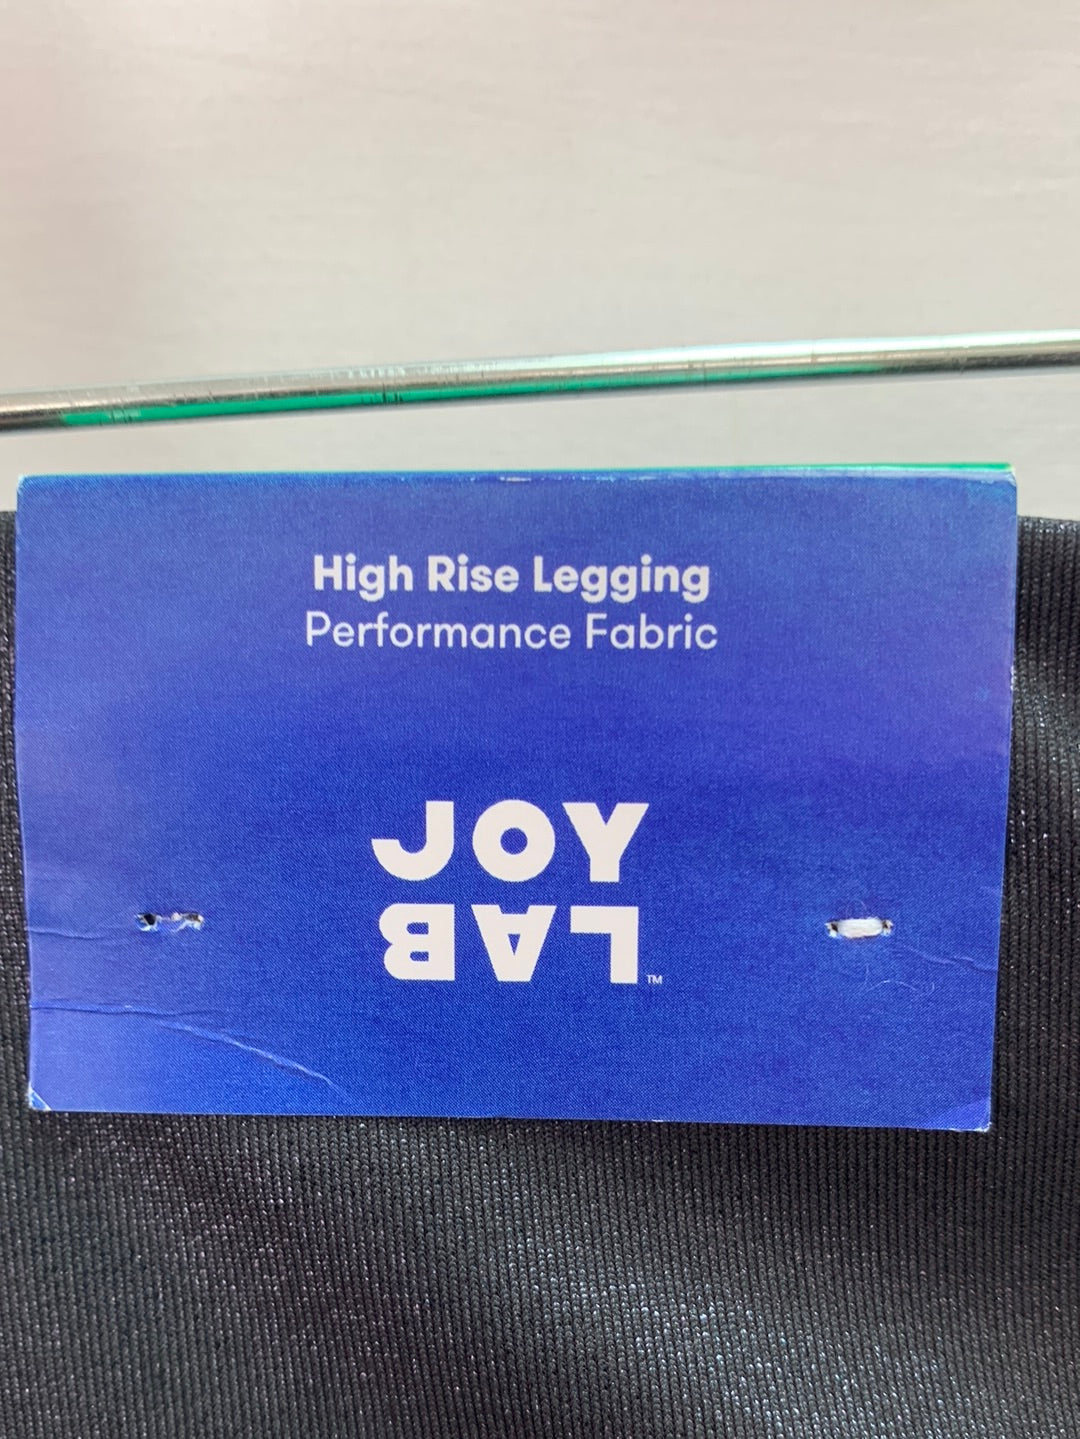 High Rise Legging
Performance Fabric
JOY
LAB™